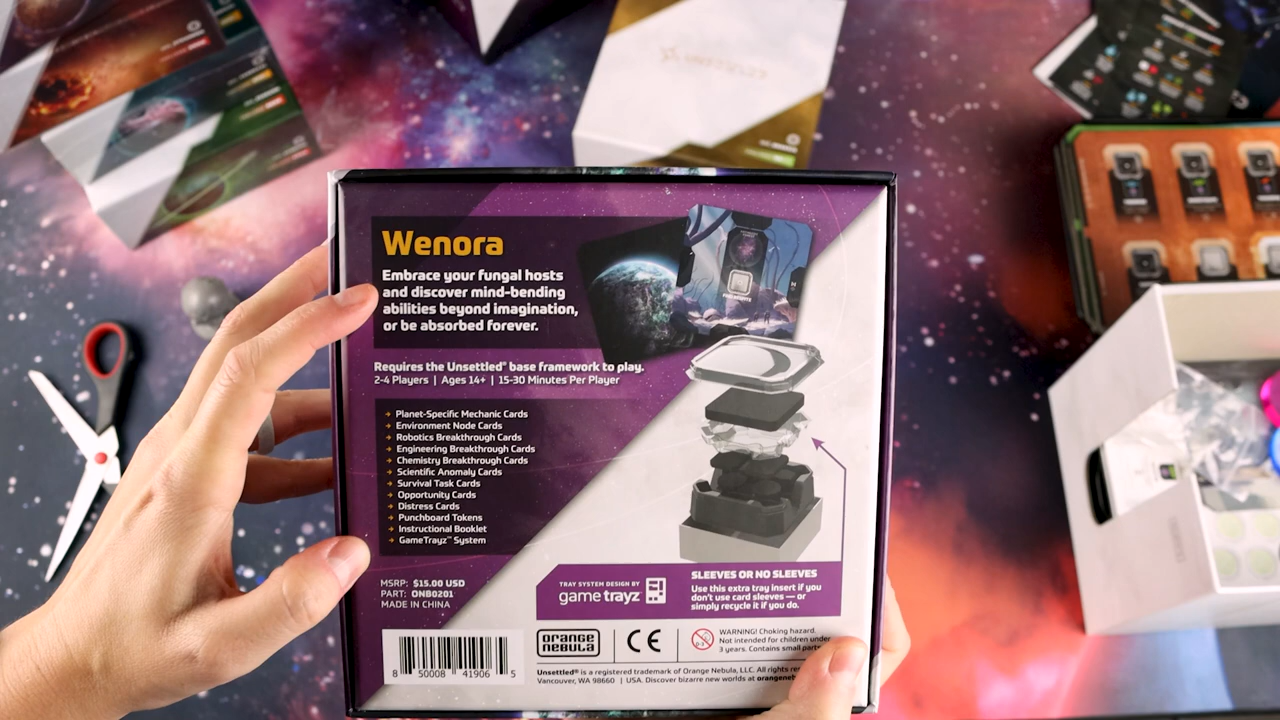 Wenora
Embrace your fungal hosts
and discover mind-bending
abilities beyond imagination,
or be absorbed forever.
Requires the Unsettled® base framework to play.
2-4 Players | Ages 14+ | 15-30 Minutes Per Player
Planet-Specific Mechanic Cards
Environment Node Cards
Robotics Breakthrough Cards
Engineering Breakthrough Cards
Chemistry Breakthrough Cards
Scientific Anomaly Cards
Survival Task Cards
Opportunity Cards
Distress Cards
Punchboard Tokens
Instructional Booklet
GameTrayz™ System
MSRP: $15.00 USD
PART: ONB0201
MADE IN CHINA
8 50008 41906 5
TRAY SYSTEM DESIGN BY
game trayz
SLEEVES OR NO SLEEVES
Use this extra tray insert if you
don't use card sleeves — or
simply recycle it if you do.
ORANGE
NEBULA
CE
0-3
WARNING! Choking hazard.
Not intended for children under
3 years. Contains small parts
Unsettled® is a registered trademark of Orange Nebula, LLC. All rights
Vancouver, WA 98660 | USA. Discover bizarre new worlds at